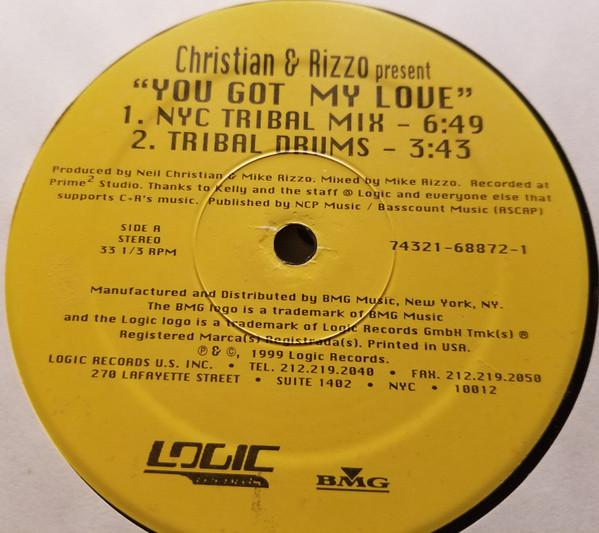 Christian & Rizzo present
“YOU GOT MY LOVE”
1. NYC TRIBAL MIX - 6:49
2. TRIBAL DRUMS - 3:43
Produced by Neil Christian & Mike Rizzo. Mixed by Mike Rizzo. Recorded at
Prime² Studio. Thanks to Kelly and the staff @ Logic and everyone else that
supports C+R's music. Published by NCP Music / Basscount Music (ASCAP)
SIDE A
STEREO
33 1/3 RPM
74321-68872-1
Manufactured and Distributed by BMG Music, New York, NY.
The BMG logo is a trademark of BMG Music
and the Logic logo is a trademark of Logic Records GmbH Tmk(s) ®
Registered Marca(s) Registrada(s). Printed in USA.
℗ & ©, 1999 Logic Records.
LOGIC RECORDS U.S. INC. • TEL. 212.219.2040 • FAX. 212.219.2050
270 LAFAYETTE STREET • SUITE 1402 • NYC • 10012
LOGIC
records
BMG